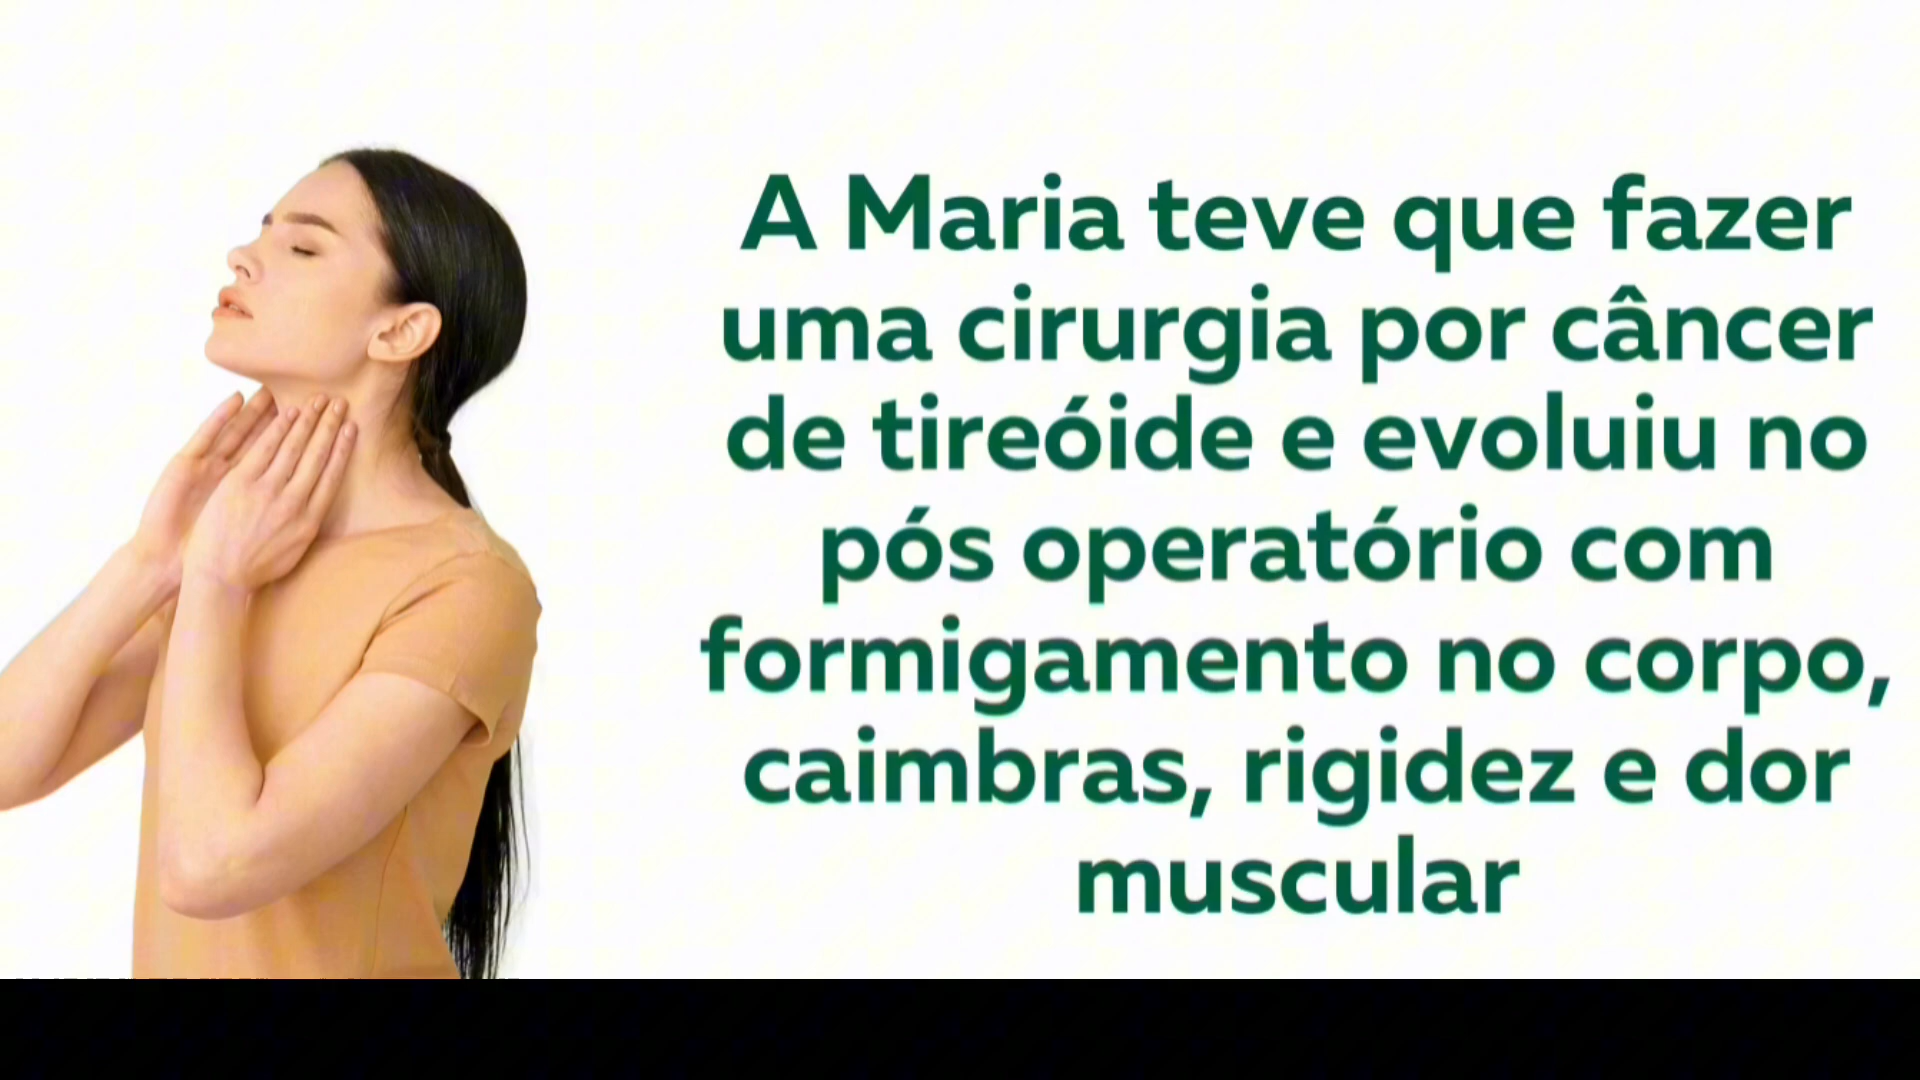 A Maria teve que fazer
uma cirurgia por câncer
de tireóide e evoluiu no
pós operatório com
formigamento no corpo,
caimbras, rigidez e dor
muscular